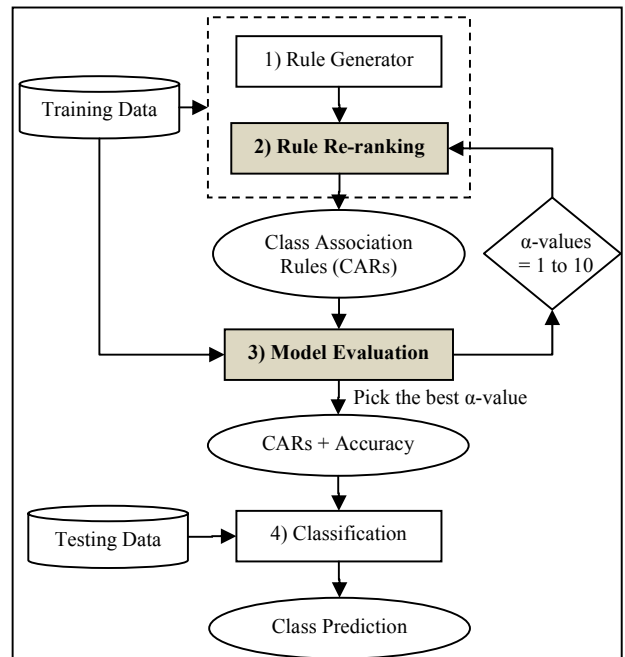 1) Rule Generator
Training Data
2) Rule Re-ranking
Class Association
Rules (CARs)
α-values
= 1 to 10
3) Model Evaluation
Pick the best α-value
CARs + Accuracy
4) Classification
Testing Data
Class Prediction